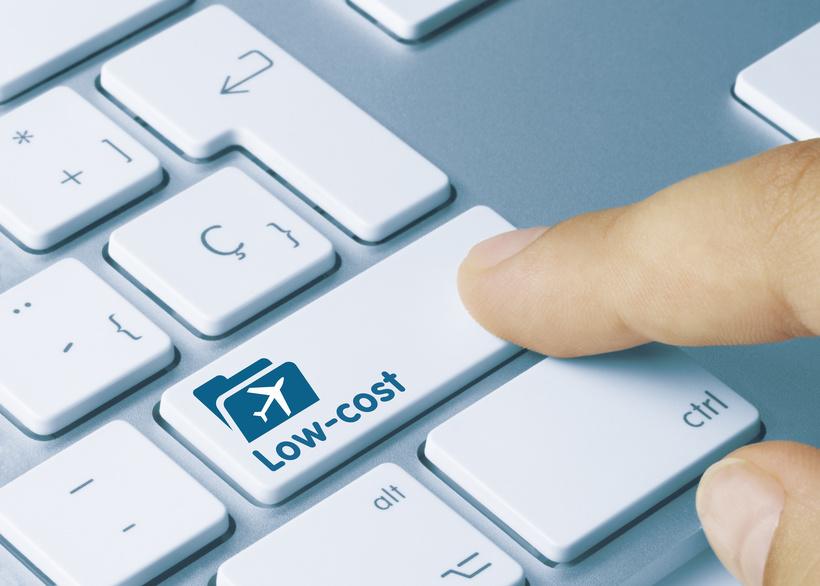 * ]
+
Ç }
¨ {
´
Low-cost
ctrl
_
-
alt